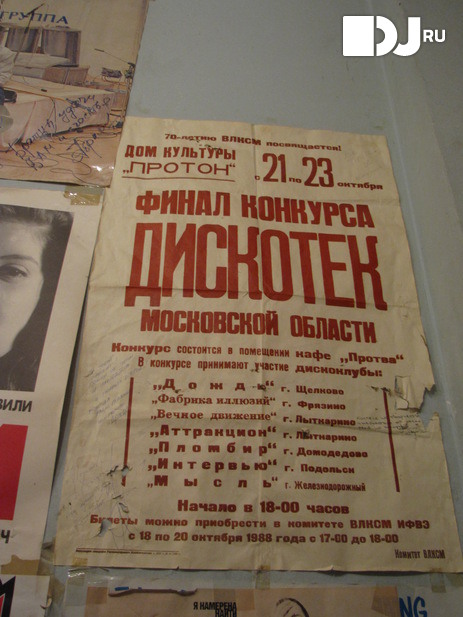 DJ.RU
ГРУППА
70-летию ВЛКСМ посвящается!
ДОМ КУЛЬТУРЫ
„ПРОТОН"
с 21 по 23 октября
ФИНАЛ КОНКУРСА
ДИСКОТЕК
МОСКОВСКОЙ ОБЛАСТИ
Конкурс состоится в помещении кафе „Протва"
В конкурсе принимают участие дискоклубы:
„Дождь" г. Щелково
„Фабрика иллюзий" г. Фрязино
„Вечное движение" г. Лыткарино
„Аттракцион" г. Лыткарино
„Пломбир" г. Домодедово
„Интервью" г. Подольск
„Мысль" г. Железнодорожный
Начало в 18-00 часов
Билеты можно приобрести в комитете ВЛКСМ ИФВЭ
с 18 по 20 октября 1988 года с 17-00 до 18-00
Комитет ВЛКСМ
Я НАМЕРЕНА
НАЙТИ
NG